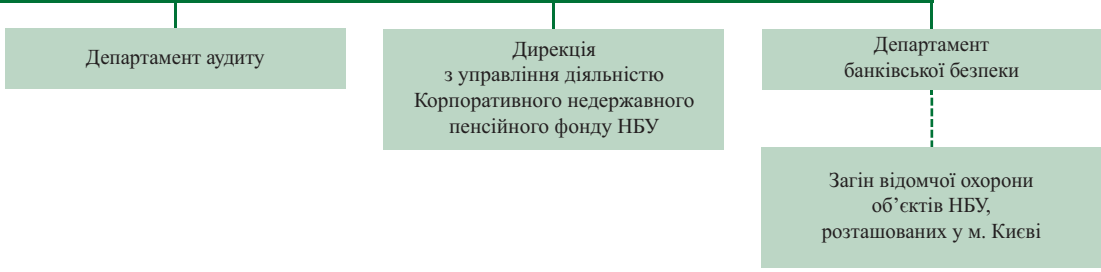 Департамент аудиту
Дирекція
з управління діяльністю
Корпоративного недержавного
пенсійного фонду НБУ
Департамент
банківської безпеки
Загін відомчої охорони
об’єктів НБУ,
розташованих у м. Києві